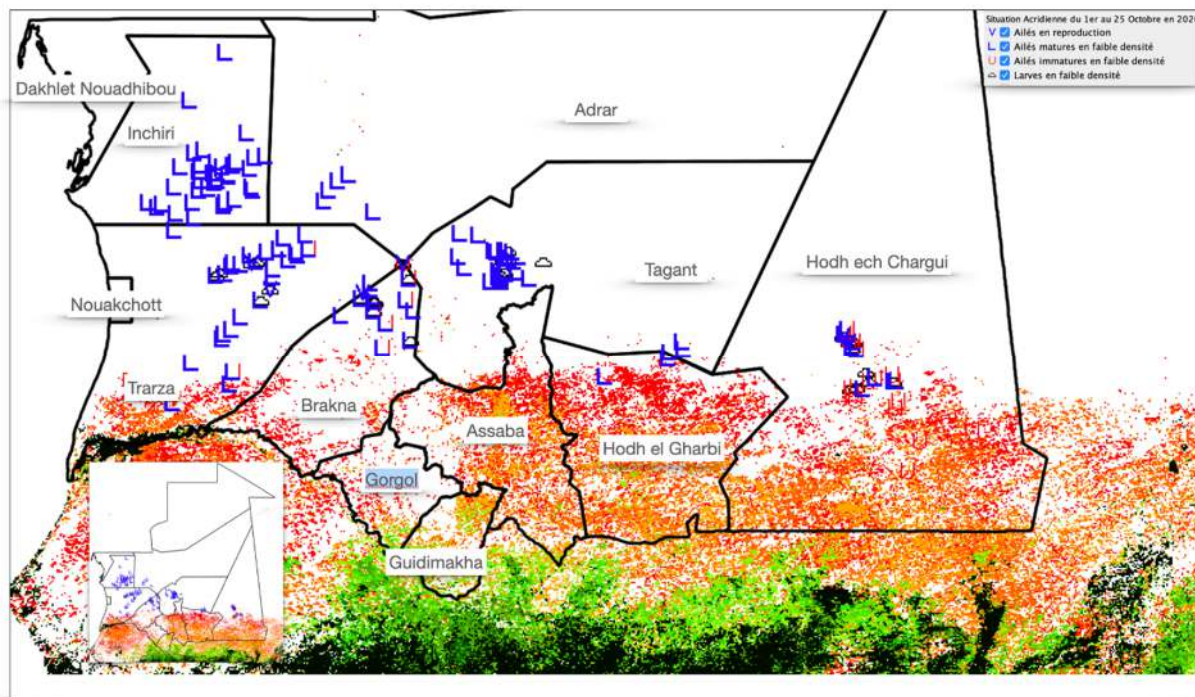 Situation Acridienne du 1er au 25 Octobre en
Ailés en reproduction
Ailés matures en faible densité
Ailés immatures en faible densité
Larves en faible densité
Dakhlet Nouadhibou
Adrar
Inchiri
Hodh ech Chargui
Tagant
Nouakchott
Trarza
Brakna
Assaba
Hodh el Gharbi
Gorgol
Guidimakha